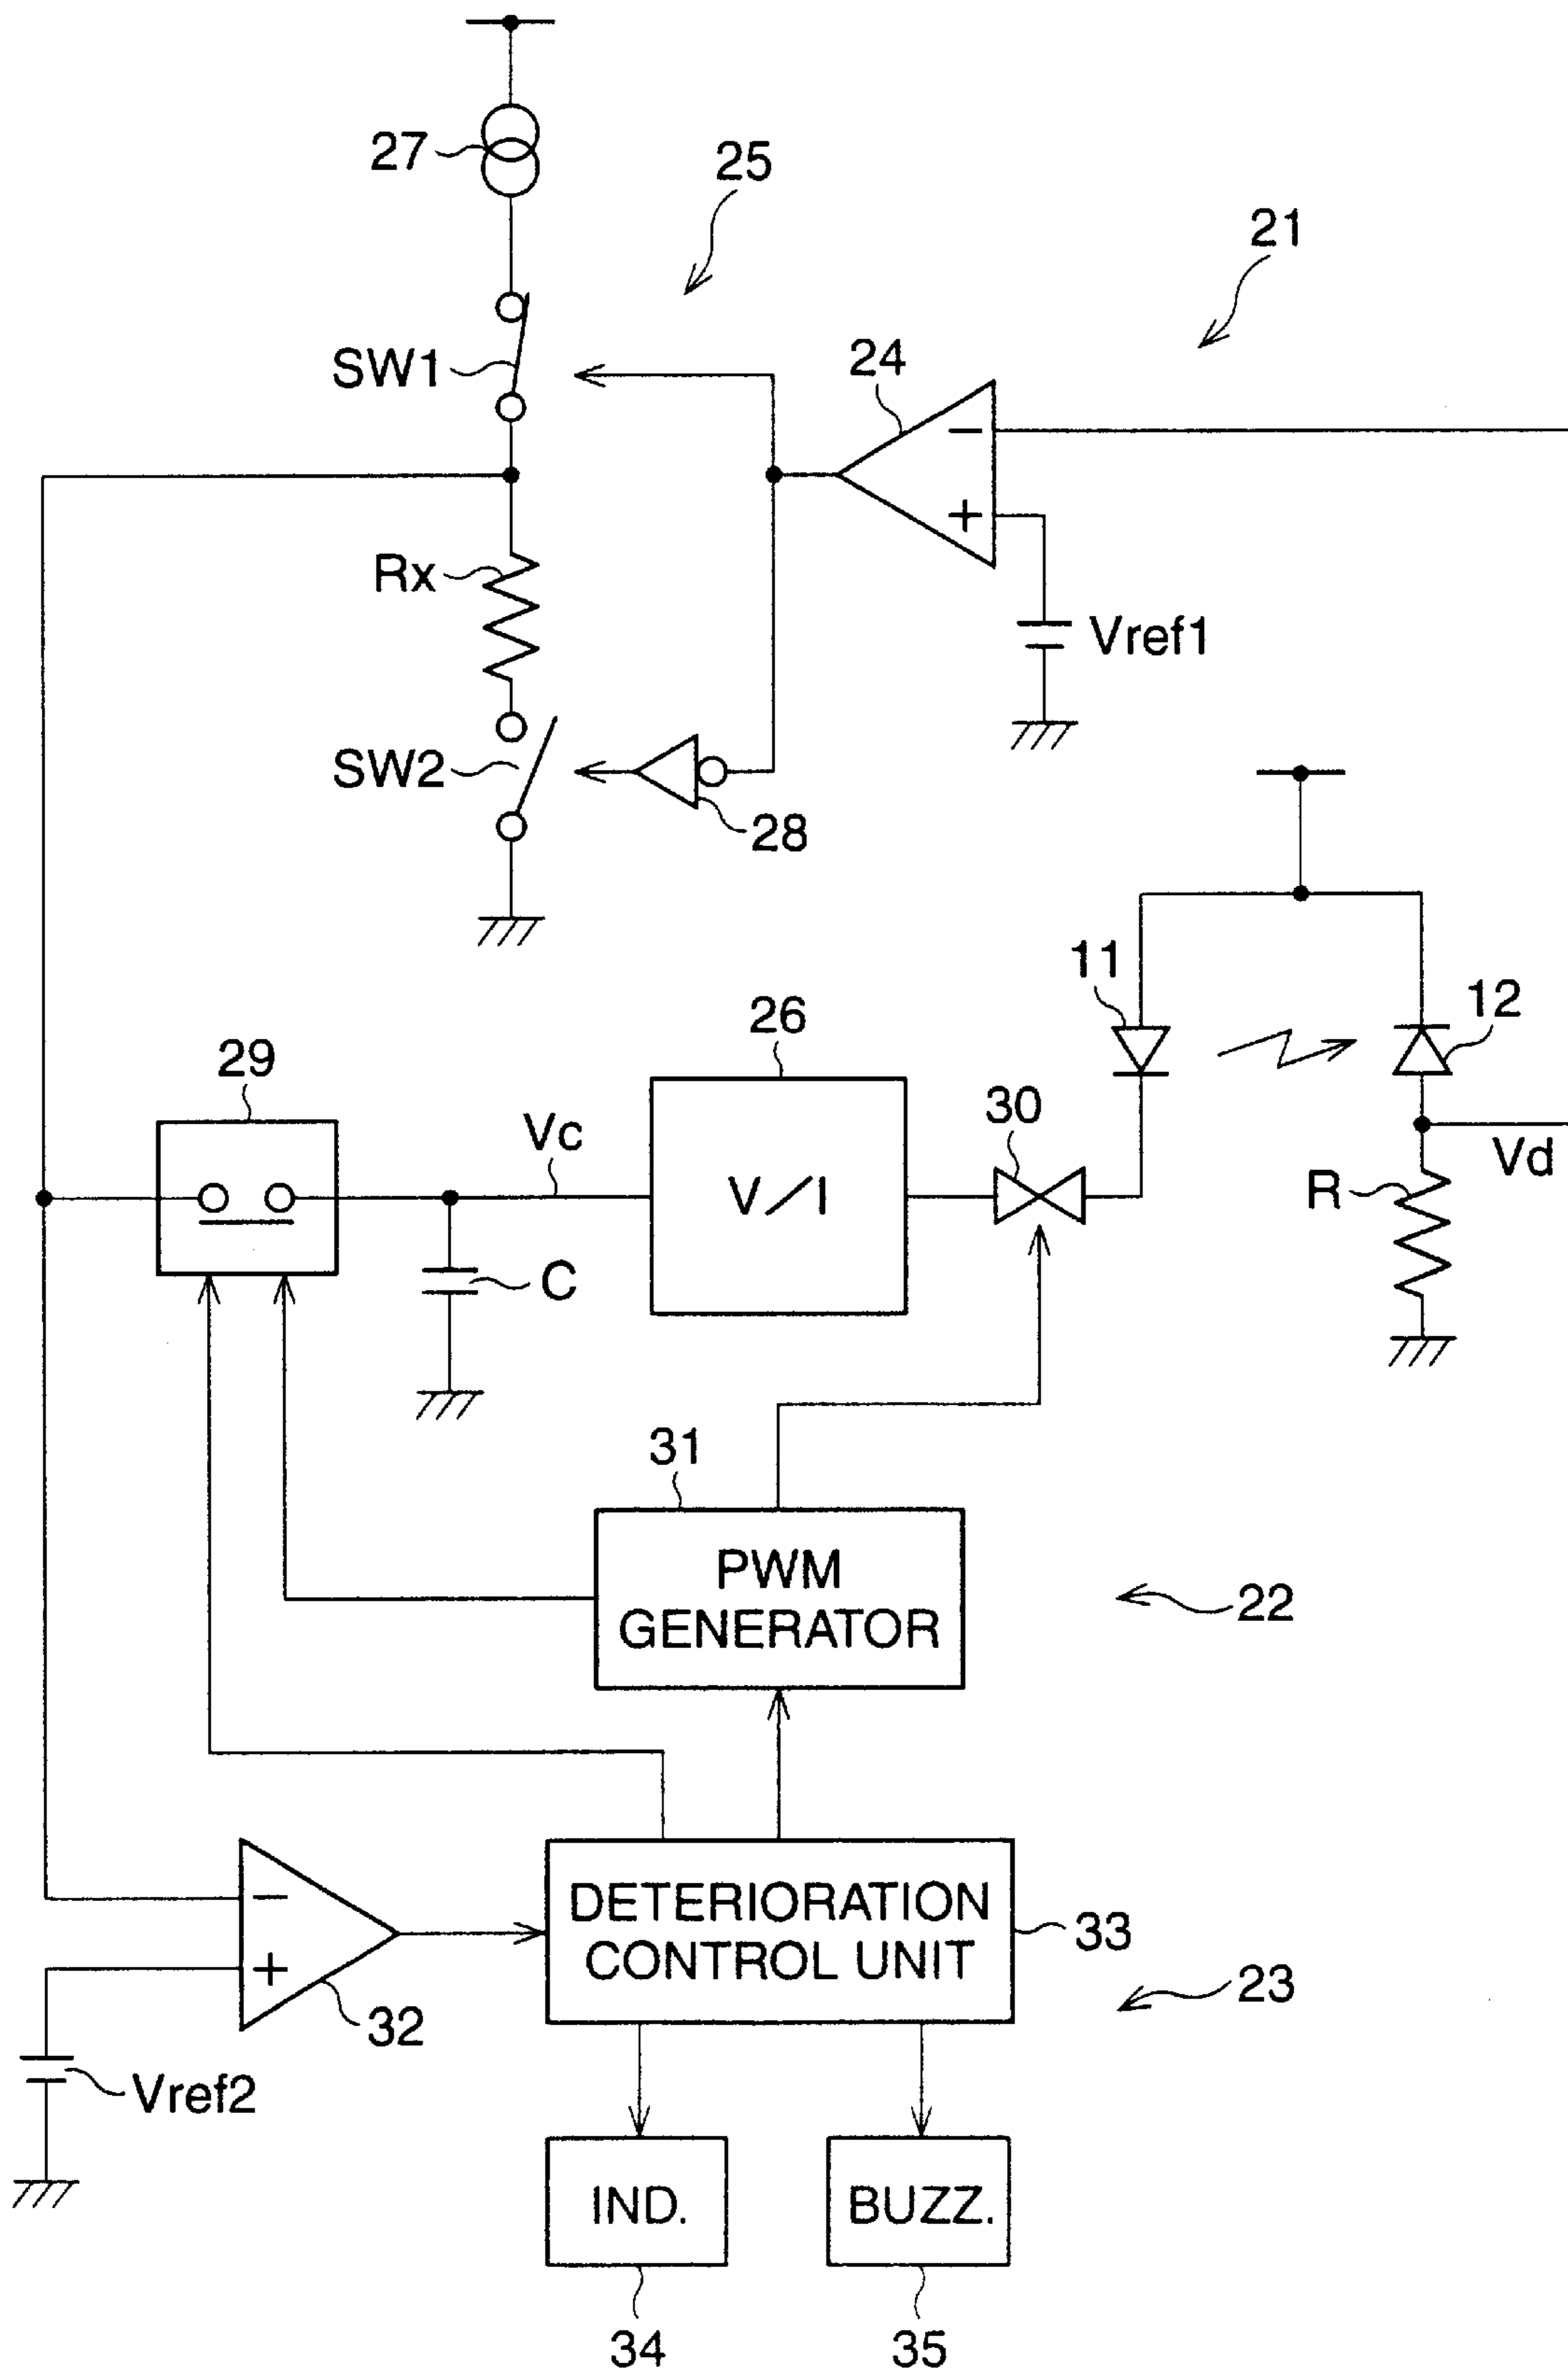 27
25
21
SW1
24
−
+
Rx
Vref1
SW2
28
11
12
26
29
30
Vc
V/I
Vd
R
C
31
PWM
GENERATOR
22
−
+
DETERIORATION
CONTROL UNIT
33
23
32
Vref2
IND.
BUZZ.
34
35